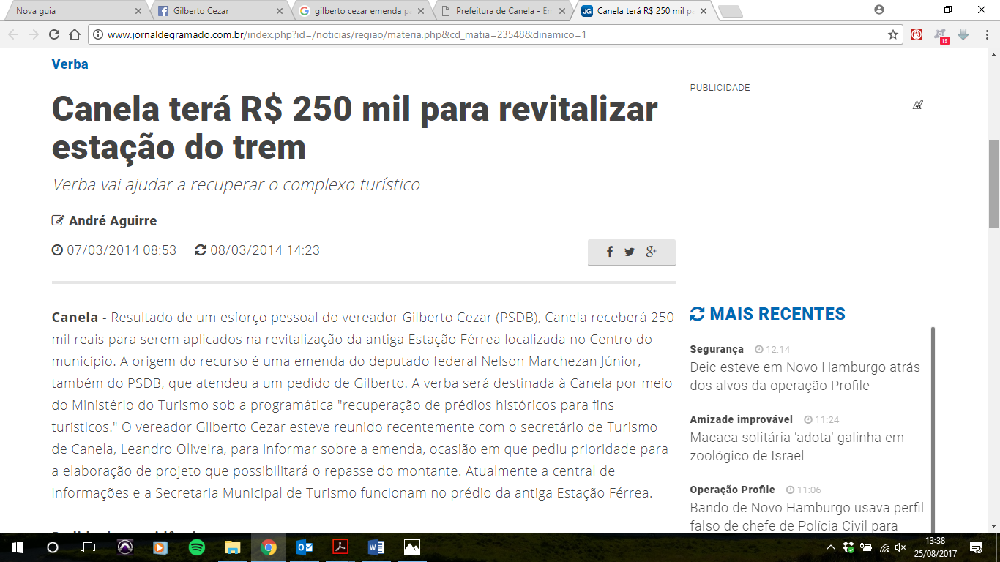 Nova guia
Gilberto Cezar
gilberto cezar emenda pa
Prefeitura de Canela - En
Canela terá R$ 250 mil pa
www.jornaldegramado.com.br/index.php?id=/noticias/regiao/materia.php&cd_matia=23548&dinamico=1
15
Verba
Canela terá R$ 250 mil para revitalizar
estação do trem
Verba vai ajudar a recuperar o complexo turístico
André Aguirre
07/03/2014 08:53 08/03/2014 14:23
Canela - Resultado de um esforço pessoal do vereador Gilberto Cezar (PSDB), Canela receberá 250
mil reais para serem aplicados na revitalização da antiga Estação Férrea localizada no Centro do
município. A origem do recurso é uma emenda do deputado federal Nelson Marchezan Júnior,
também do PSDB, que atendeu a um pedido de Gilberto. A verba será destinada à Canela por meio
do Ministério do Turismo sob a programática "recuperação de prédios históricos para fins
turísticos." O vereador Gilberto Cezar esteve reunido recentemente com o secretário de Turismo
de Canela, Leandro Oliveira, para informar sobre a emenda, ocasião em que pediu prioridade para
a elaboração de projeto que possibilitará o repasse do montante. Atualmente a central de
informações e a Secretaria Municipal de Turismo funcionam no prédio da antiga Estação Férrea.
PUBLICIDADE
MAIS RECENTES
Segurança 12:14
Deic esteve em Novo Hamburgo atrás
dos alvos da operação Profile
Amizade improvável 11:24
Macaca solitária 'adota' galinha em
zoológico de Israel
Operação Profile 11:06
Bando de Novo Hamburgo usava perfil
falso de chefe de Polícia Civil para
13:38
25/08/2017